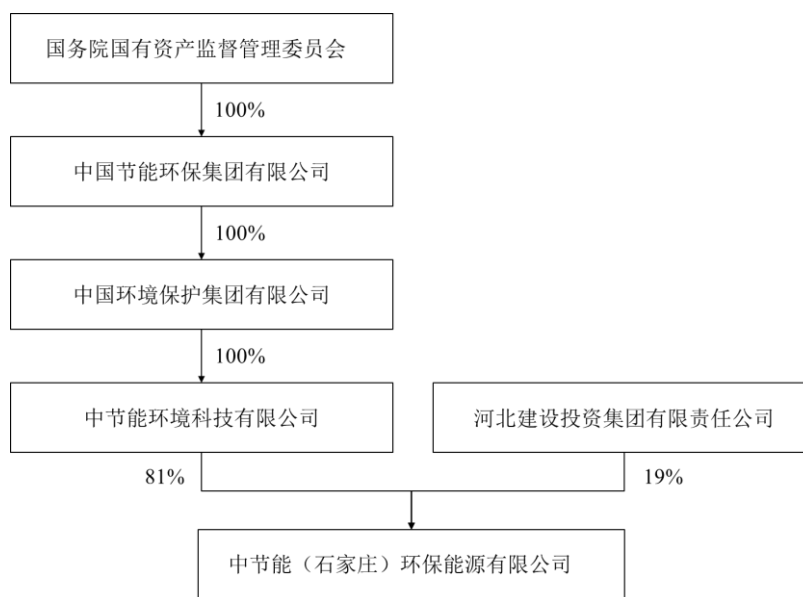 国务院国有资产监督管理委员会
100%
中国节能环保集团有限公司
100%
中国环境保护集团有限公司
100%
中节能环境科技有限公司
河北建设投资集团有限责任公司
81%
19%
中节能（石家庄）环保能源有限公司